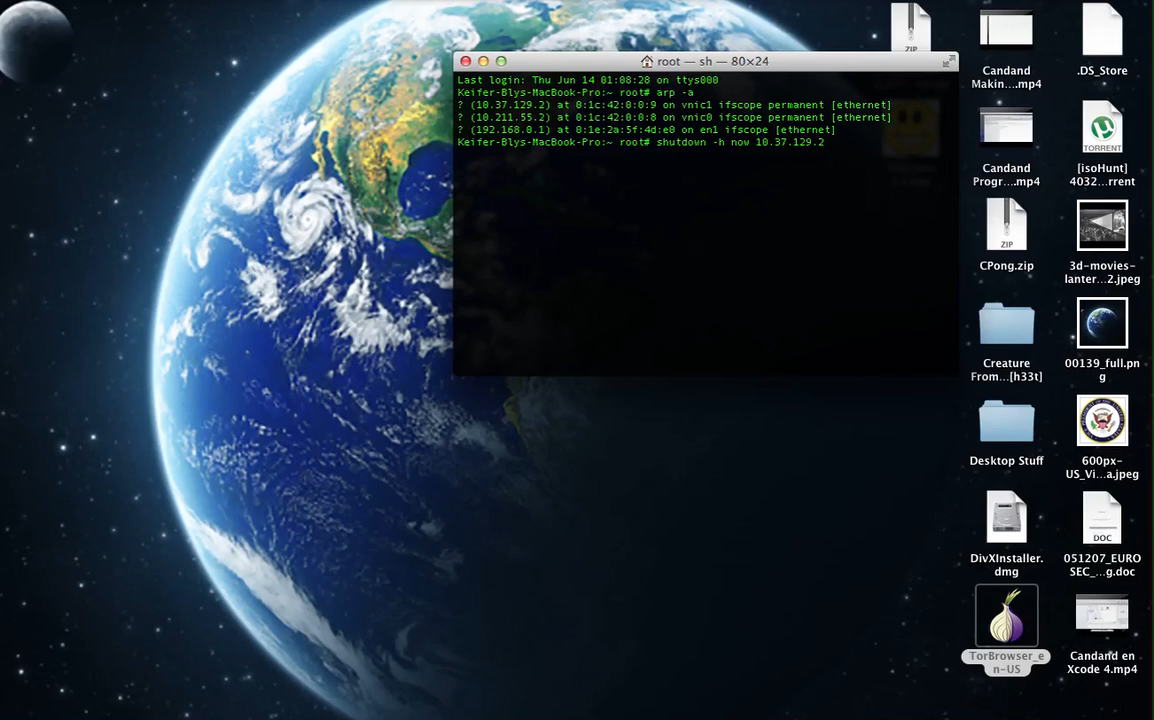 root — sh — 80×24
Last login: Thu Jun 14 01:08:28 on ttys000
Keifer-Blys-MacBook-Pro:~ root# arp -a
? (10.37.129.2) at 0:1c:42:0:0:9 on vnic1 ifscope permanent [ethernet]
? (10.211.55.2) at 0:1c:42:0:0:8 on vnic0 ifscope permanent [ethernet]
? (192.168.0.1) at 0:1e:2a:5f:4d:e0 on en1 ifscope [ethernet]
Keifer-Blys-MacBook-Pro:~ root# shutdown -h now 10.37.129.2
ZIP
Candand
Makin...m.mp4
.DS_Store
Candand
Progr....mp4
TORRENT
[isoHunt]
4032...rrent
ZIP
CPong.zip
3d-movies-
lanter...2.jpeg
Creature
From...[h33t]
00139_full.pn
g
Desktop Stuff
600px-
US_Vi...a.jpeg
DivXInstaller.
dmg
DOC
051207_EURO
SEC_...g.doc
TorBrowser_e
n-US
Candand en
Xcode 4.mp4